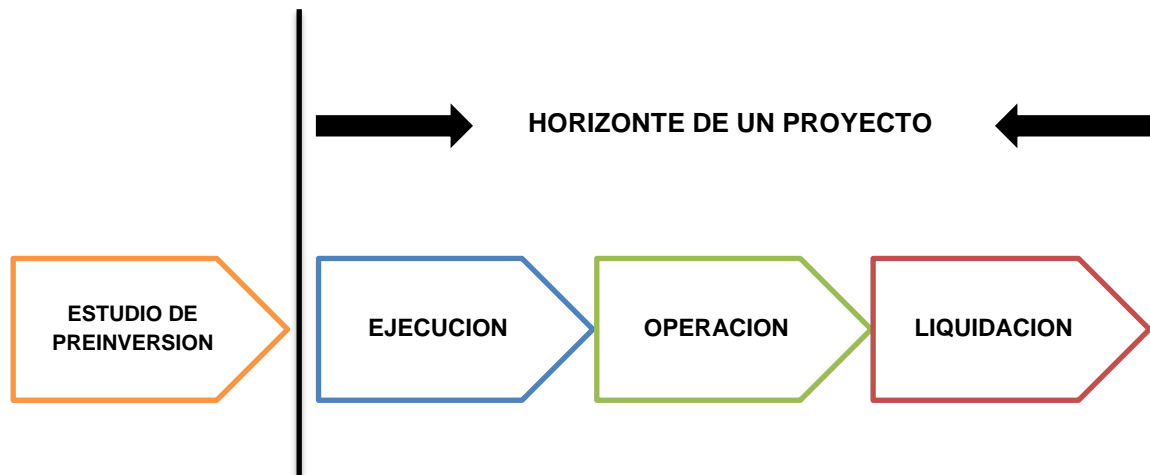 HORIZONTE DE UN PROYECTO
ESTUDIO DE
PREINVERSION
EJECUCION
OPERACION
LIQUIDACION